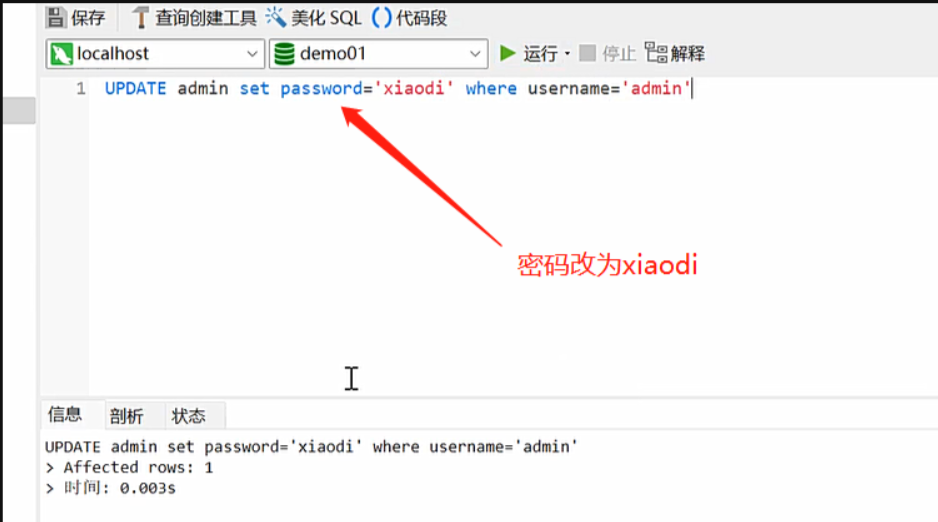 保存 查询创建工具 美化 SQL () 代码段
localhost demo01 运行 · 停止 解释
1 UPDATE admin set password='xiaodi' where username='admin'
密码改为xiaodi
信息 剖析 状态
UPDATE admin set password='xiaodi' where username='admin'
> Affected rows: 1
> 时间: 0.003s